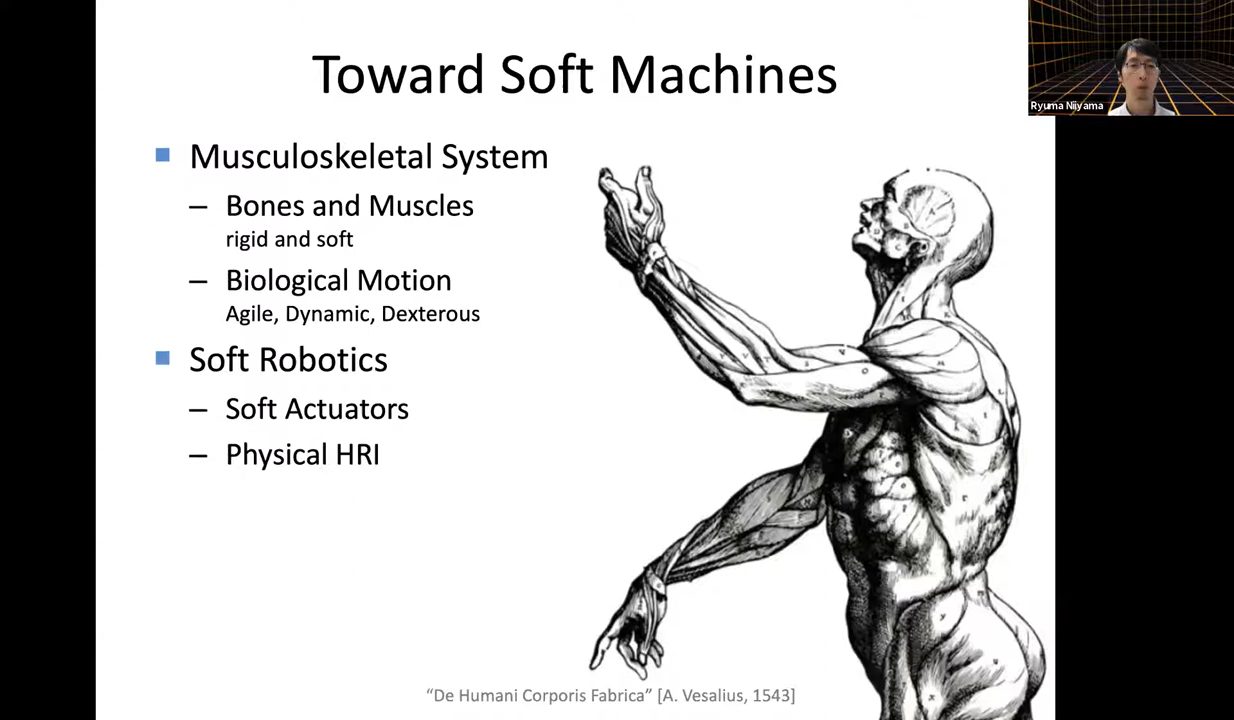 Toward Soft Machines
Ryuma Niiyama
Musculoskeletal System
– Bones and Muscles
rigid and soft
– Biological Motion
Agile, Dynamic, Dexterous
Soft Robotics
– Soft Actuators
– Physical HRI
“De Humani Corporis Fabrica” [A. Vesalius, 1543]